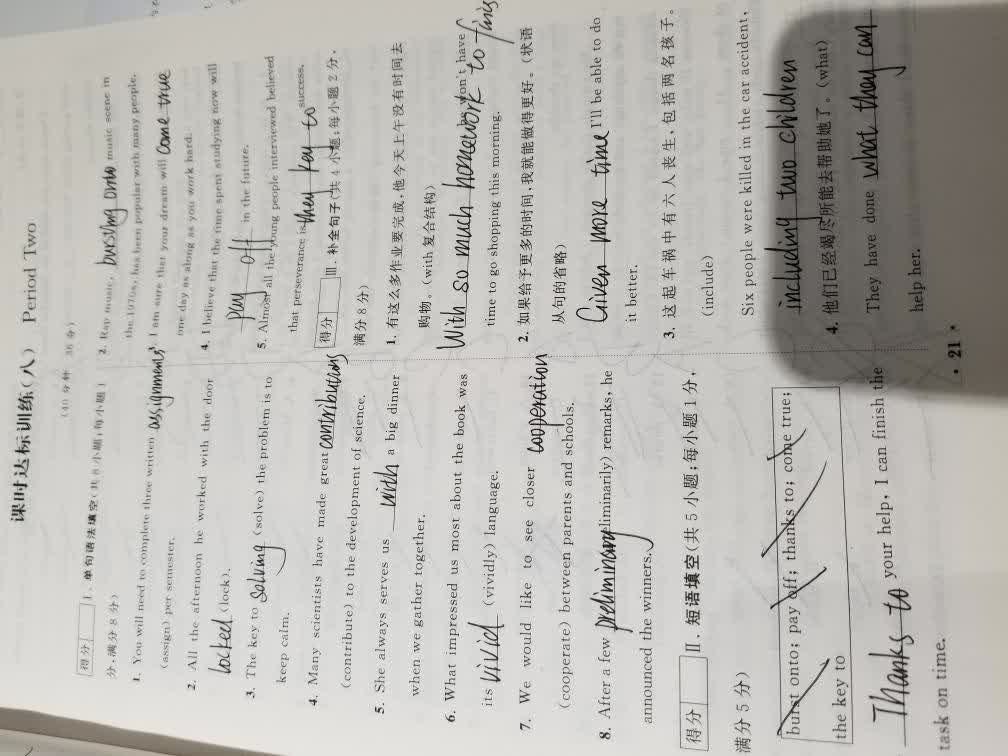 课时达标训练(八) Period Two
(40分钟 36分)
得分 Ⅰ. 单句语法填空(共8小题;每小题1
分,满分8分)
1. You will need to complete three written assignments
(assign) per semester.
2. All the afternoon he worked with the door
locked (lock).
3. The key to solving (solve) the problem is to
keep calm.
4. Many scientists have made great contributions
(contribute) to the development of science.
5. She always serves us with a big dinner
when we gather together.
6. What impressed us most about the book was
its vivid (vividly) language.
7. We would like to see closer cooperation
(cooperate) between parents and schools.
8. After a few preliminary (preliminarily) remarks, he
announced the winners.
得分 Ⅱ. 短语填空(共5小题;每小题1分,
满分5分)
burst onto; pay off; thanks to; come true;
the key to
1. Thanks to your help, I can finish the
task on time.
2. Rap music, bursting onto music scene in
the 1970s, has been popular with many people.
3. I am sure that your dream will come true
one day as along as you work hard.
4. I believe that the time spent studying now will
pay off in the future.
5. Almost all the young people interviewed believed
that perseverance is they key to success.
得分 Ⅲ. 补全句子(共4小题;每小题2分,
满分8分)
1. 有这么多作业要完成,他今天上午没有时间去
购物。(with复合结构)
With so much homework to finish, he won't have
time to go shopping this morning.
2. 如果给予更多的时间,我就能做得更好。(状语
从句的省略)
Given more time I'll be able to do
it better.
3. 这起车祸中有六人丧生,包括两名孩子。
(include)
Six people were killed in the car accident,
including two children
4. 他们已经竭尽所能去帮助她了。(what)
They have done what they can
help her.
· 21 ·